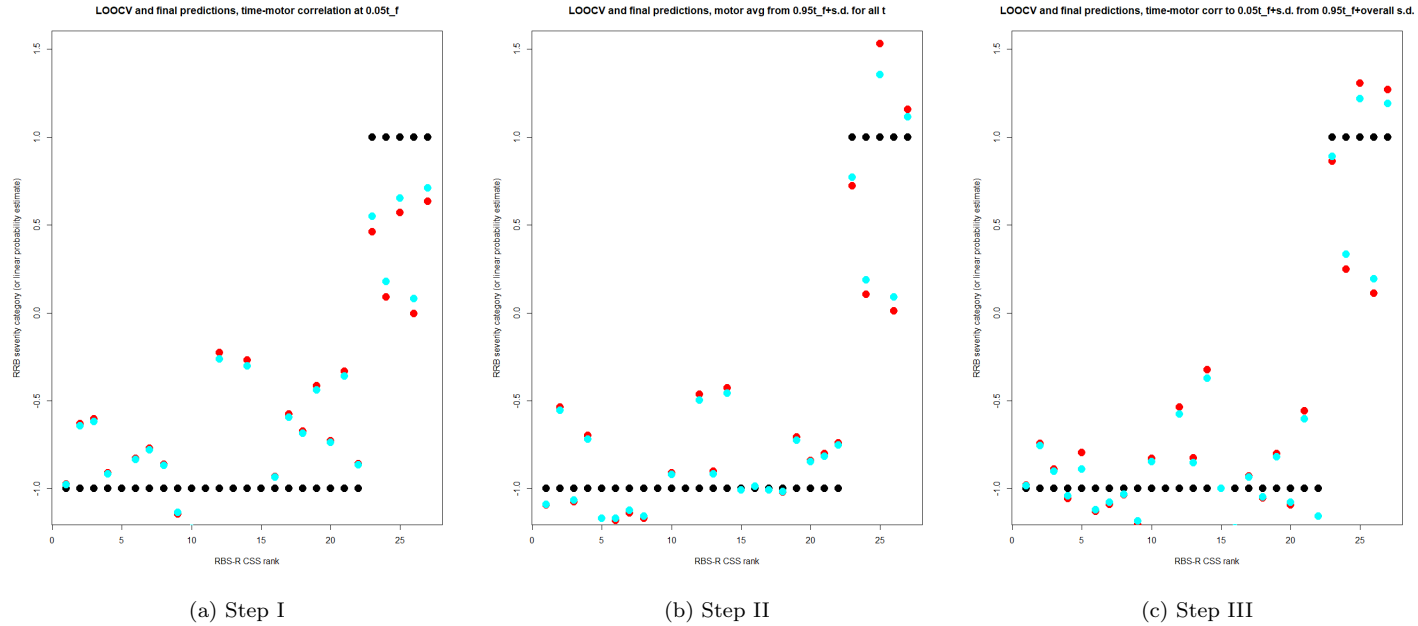 LOOCV and final predictions, time-motor correlation at 0.05t_f
RRB severity category (or linear probability estimate)
1.5
1.0
0.5
0.0
-0.5
-1.0
0 5 10 15 20 25
RBS-R CSS rank
(a) Step I
LOOCV and final predictions, motor avg from 0.95t_f+s.d. for all t
RRB severity category (or linear probability estimate)
1.5
1.0
0.5
0.0
-0.5
-1.0
0 5 10 15 20 25
RBS-R CSS rank
(b) Step II
LOOCV and final predictions, time-motor corr to 0.05t_f+s.d. from 0.95t_f+overall s.d.
RRB severity category (or linear probability estimate)
1.5
1.0
0.5
0.0
-0.5
-1.0
0 5 10 15 20 25
RBS-R CSS rank
(c) Step III